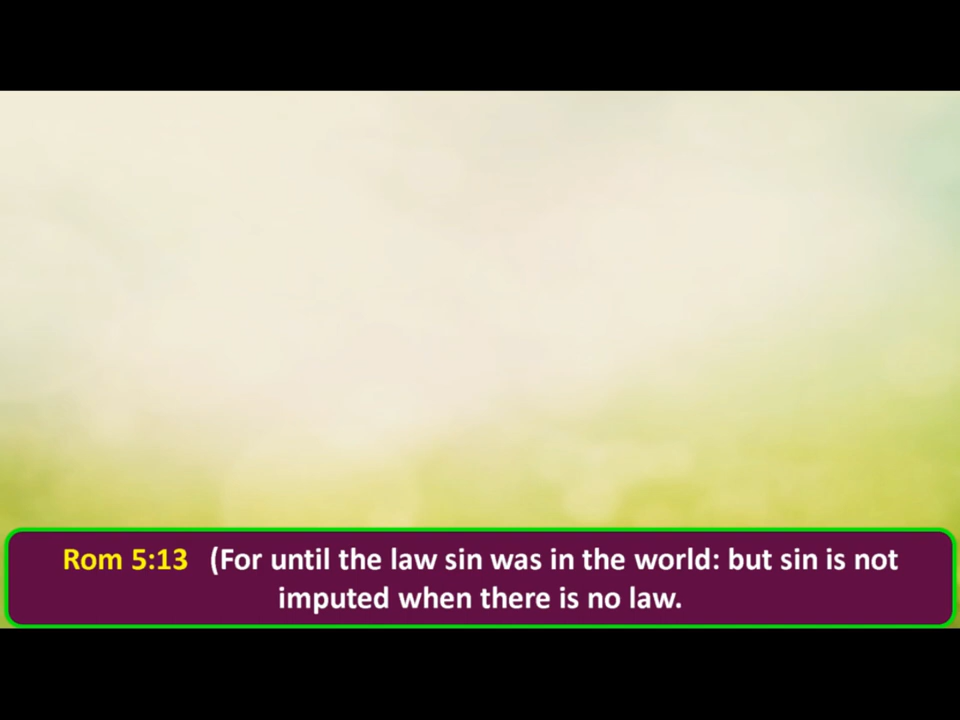 Rom 5:13 (For until the law sin was in the world: but sin is not
imputed when there is no law.